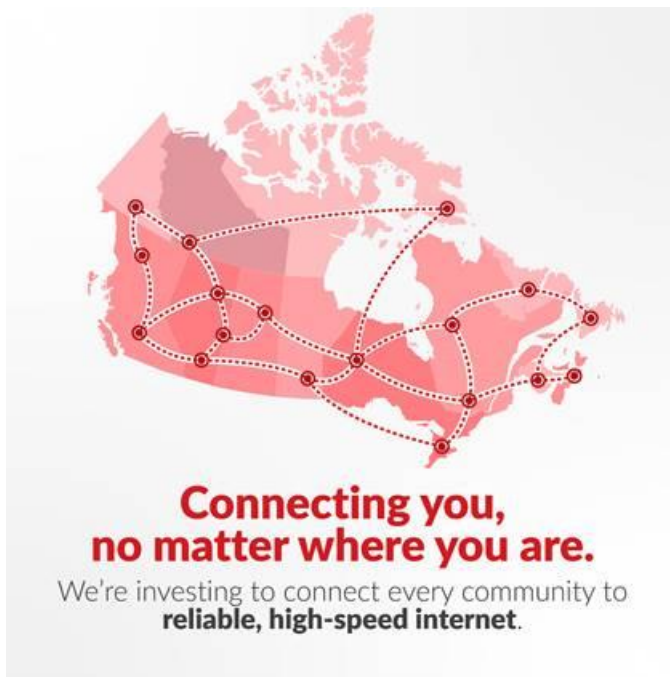 Connecting you,
no matter where you are.
We're investing to connect every community to
reliable, high-speed internet.